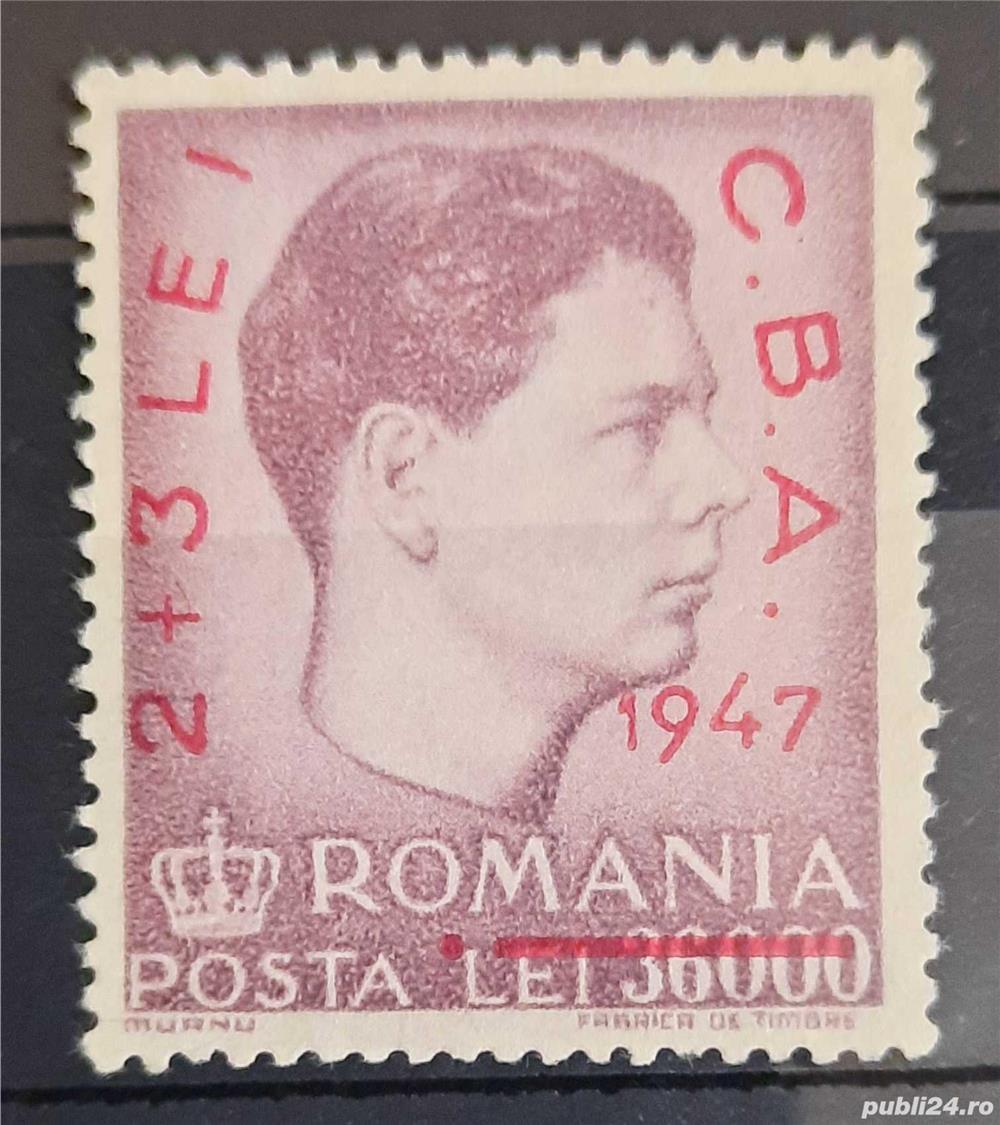 2+3 LEI
C.B.A.
1947
ROMANIA
POSTA LEI 36000
MURNU FABRICA DE TIMBRE
publi24.ro